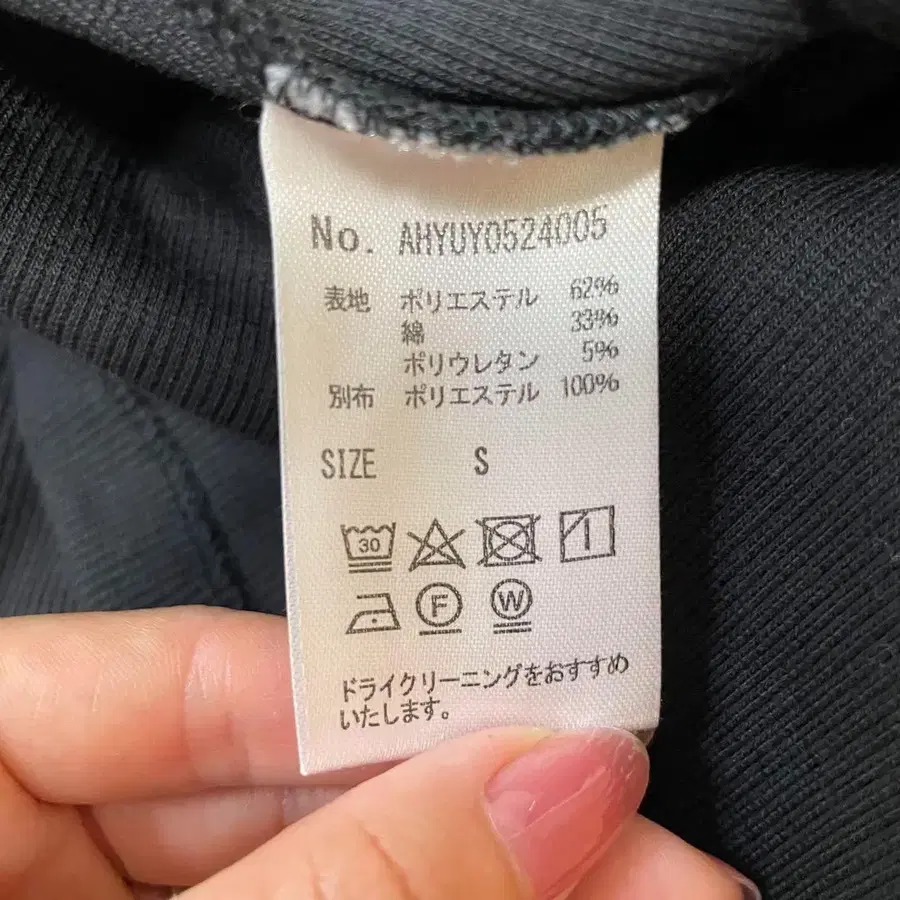 No. AHYUY0524005
表地 ポリエステル 62%
綿 33%
ポリウレタン 5%
別布 ポリエステル 100%
SIZE S
30
F W
ドライクリーニングをおすすめ
いたします。